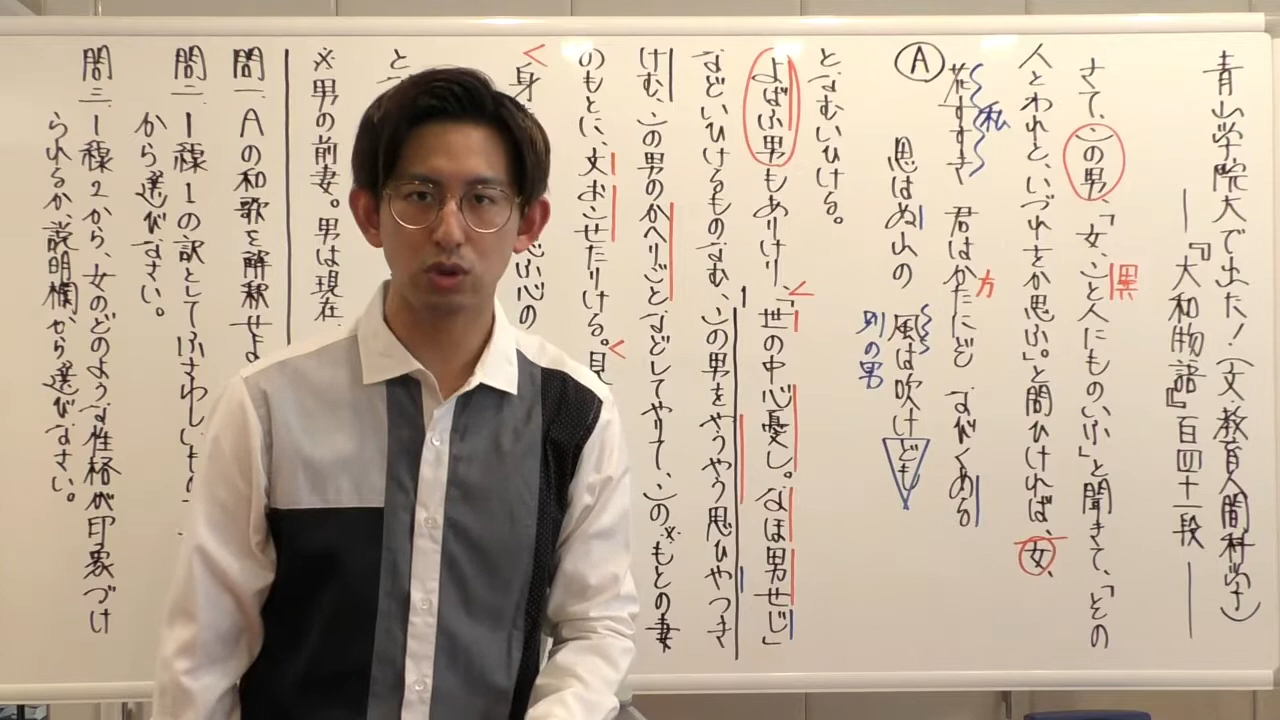 青山学院大で出た！（文・教育人間科学）
―『大和物語』百四十一段―
さて、この男、「女、こと人にものいふ」と聞きて、「その
異
人とわれと、いづれをか思ふ。」と問ひければ、女、
A
花すすき 君はかたにぞ なびくある
私
方
思はぬ山の 風は吹けども
別の男
となむいひける。
よばふ男もありけり。「世の中心憂し。なほ男せじ」
などいひけるものなむ、この男をやうやう思ひやつき
1
けむ、この男のかへりごとなどしてやりて、この※もとの妻
のもとに、文おこせたりける。見
身
心の
と
※男の前妻。男は現在、
問一、Aの和歌を解釈せよ
問二、ー線1の訳としてふさわしいもの
から選びなさい。
問三、ー線2から、女のどのような性格が印象づけ
られるか、説明欄から選びなさい。